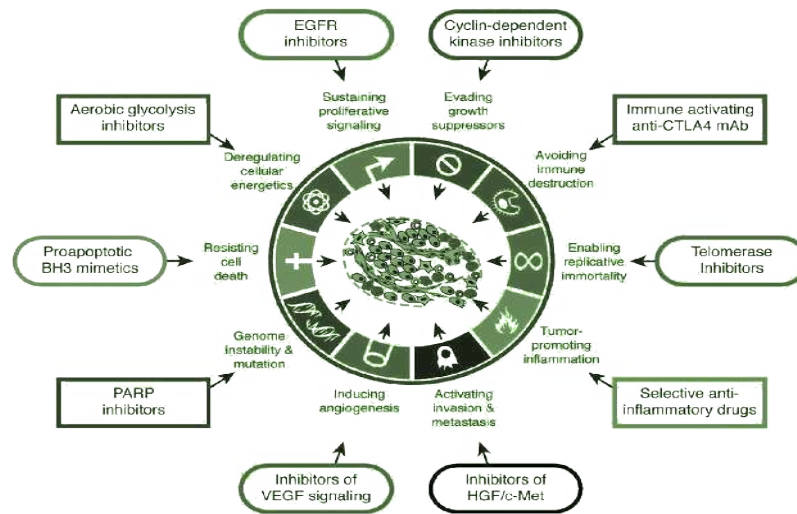 EGFR
inhibitors
Cyclin-dependent
kinase inhibitors
Sustaining
proliferative
signaling
Evading
growth
suppressors
Aerobic glycolysis
inhibitors
Immune activating
anti-CTLA4 mAb
Deregulating
cellular
energetics
Avoiding
immune
destruction
Proapoptotic
BH3 mimetics
Resisting
cell
death
Enabling
replicative
immortality
Telomerase
Inhibitors
Genome
instability &
mutation
Tumor-
promoting
inflammation
PARP
inhibitors
Inducing
angiogenesis
Activating
invasion &
metastasis
Selective anti-
inflammatory drugs
Inhibitors of
VEGF signaling
Inhibitors of
HGF/c-Met